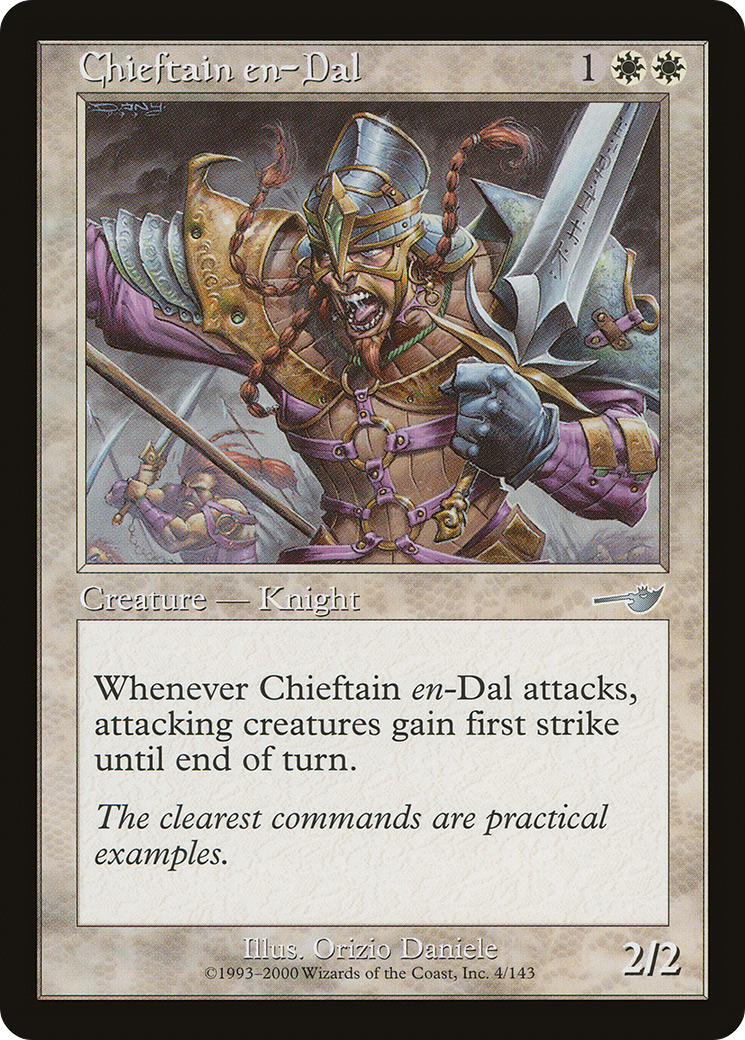 Chieftain en-Dal 1
DANY
Creature — Knight
Whenever Chieftain en-Dal attacks,
attacking creatures gain first strike
until end of turn.
The clearest commands are practical
examples.
Illus. Orizio Daniele
©1993–2000 Wizards of the Coast, Inc. 4/143
2/2